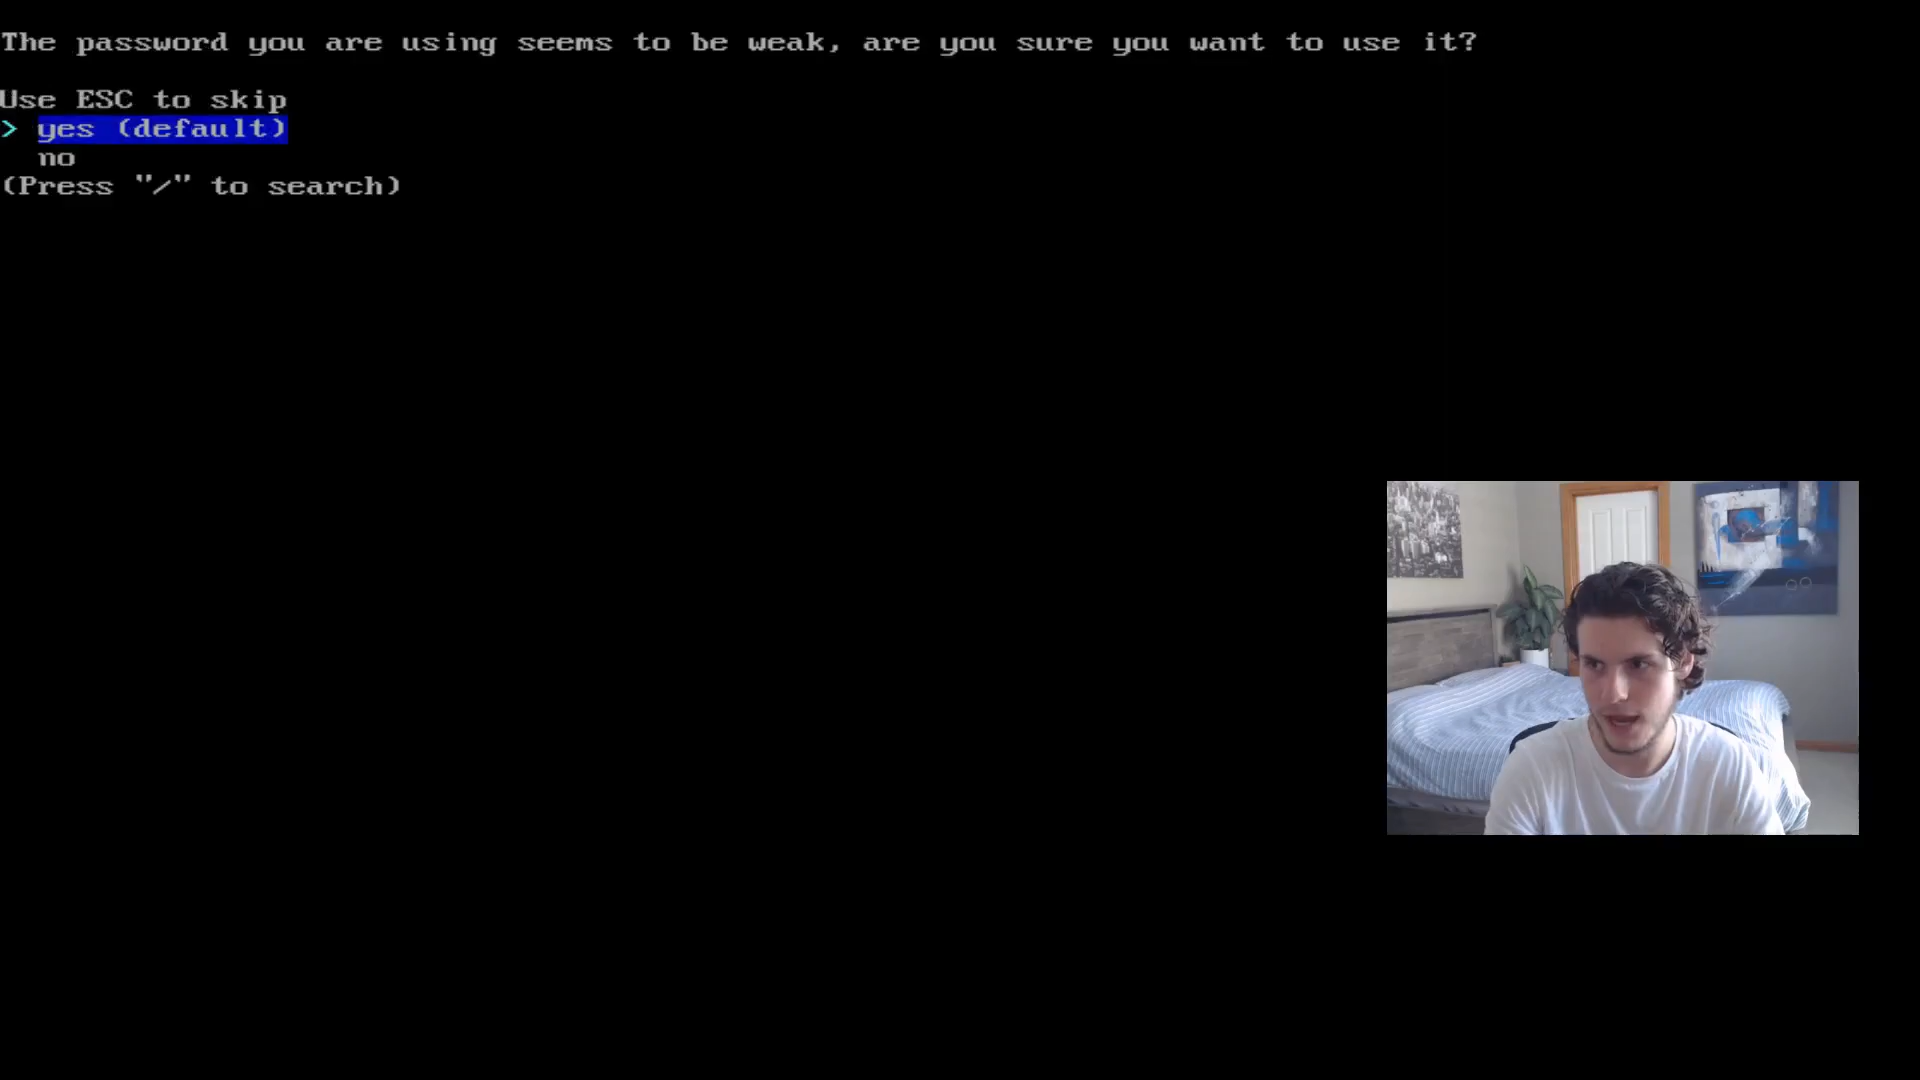 The password you are using seems to be weak, are you sure you want to use it?
Use ESC to skip
> yes (default)
no
(Press "/" to search)